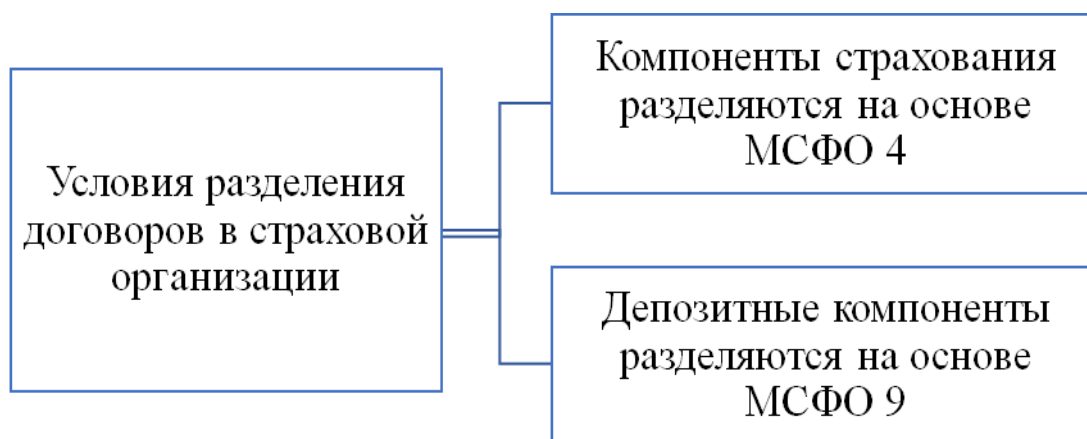 Условия разделения
договоров в страховой
организации
Компоненты страхования
разделяются на основе
МСФО 4
Депозитные компоненты
разделяются на основе
МСФО 9